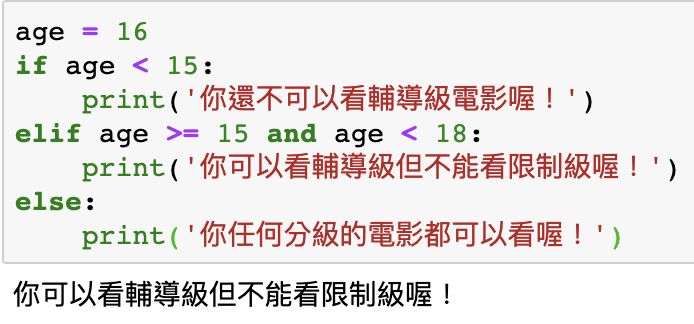 age = 16
if age < 15:
    print('你還不可以看輔導級電影喔！')
elif age >= 15 and age < 18:
    print('你可以看輔導級但不能看限制級喔！')
else:
    print('你任何分級的電影都可以看喔！')
你可以看輔導級但不能看限制級喔！